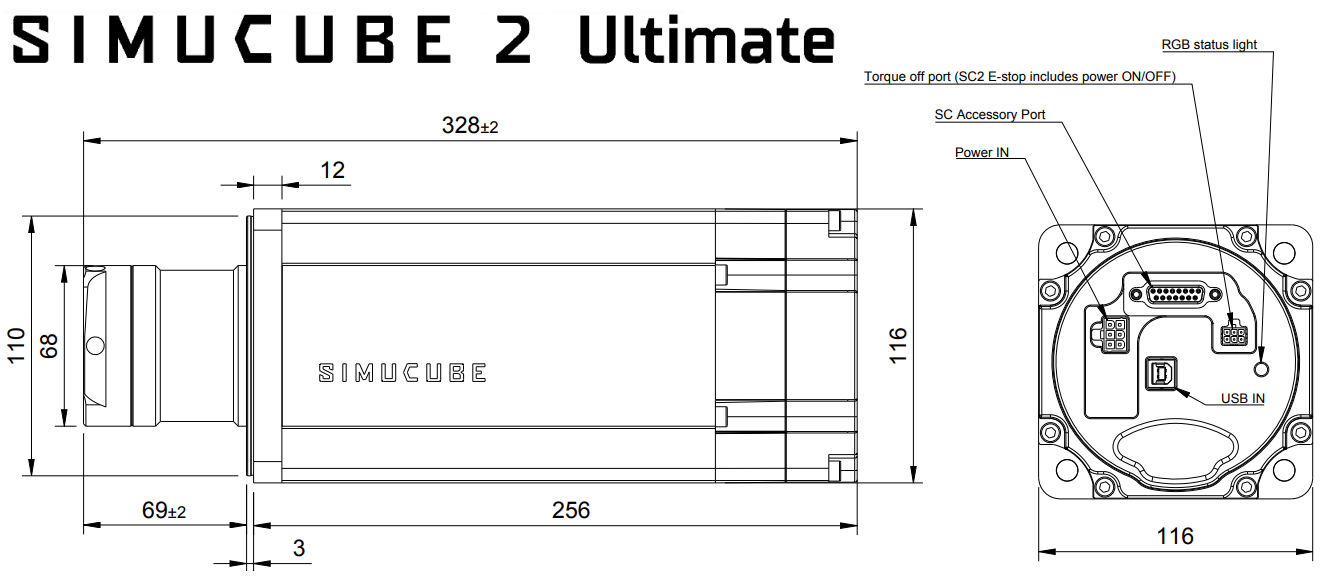 SIMUCUBE 2 Ultimate
RGB status light
Torque off port (SC2 E-stop includes power ON/OFF)
SC Accessory Port
Power IN
328±2
12
110
68
SIMUCUBE
116
USB IN
69±2
256
3
116